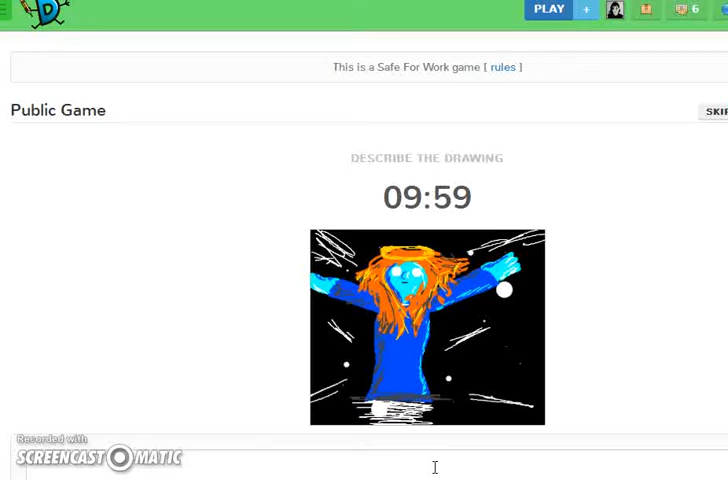 D
PLAY + 6
This is a Safe For Work game [ rules ]
Public Game
SKIP
DESCRIBE THE DRAWING
09:59
Recorded with
SCREENCAST MATIC